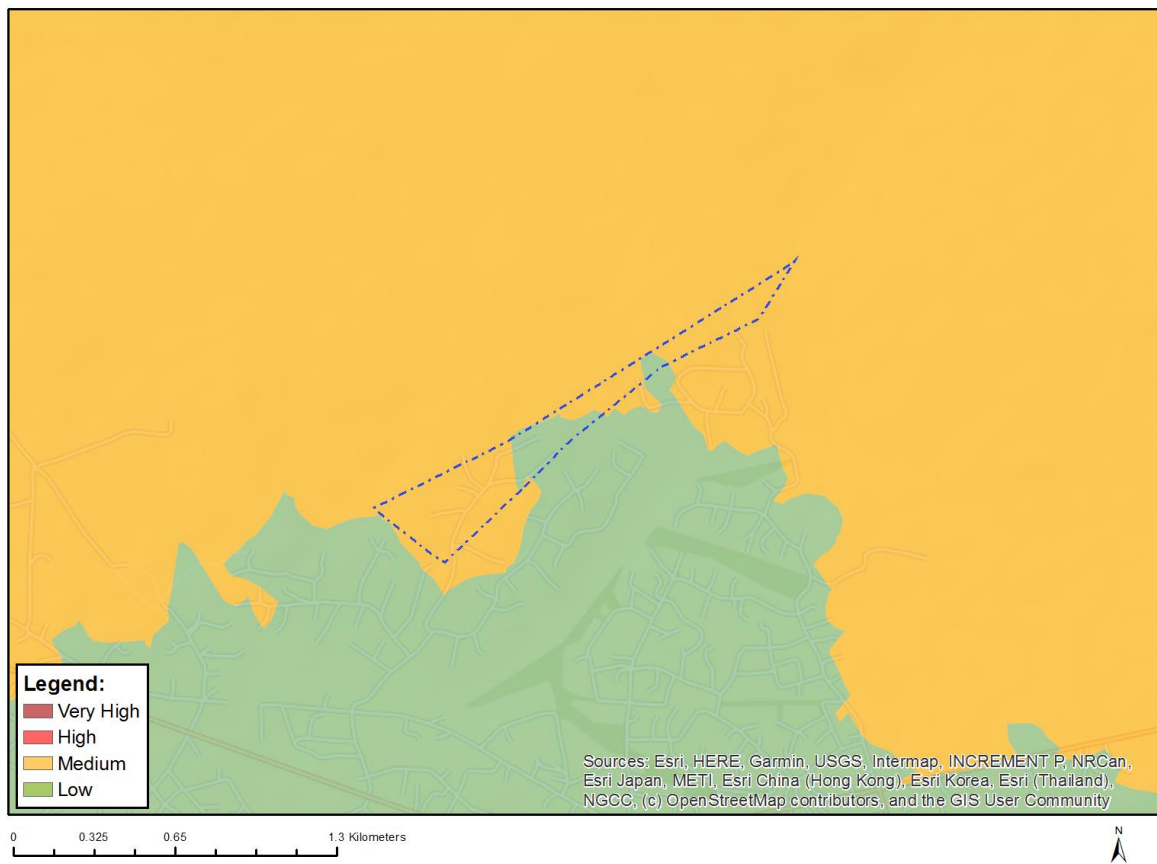 Legend:
Very High
High
Medium
Low
Sources: Esri, HERE, Garmin, USGS, Intermap, INCREMENT P, NRCan,
Esri Japan, METI, Esri China (Hong Kong), Esri Korea, Esri (Thailand),
NGCC, (c) OpenStreetMap contributors, and the GIS User Community
0 0.325 0.65 1.3 Kilometers
N